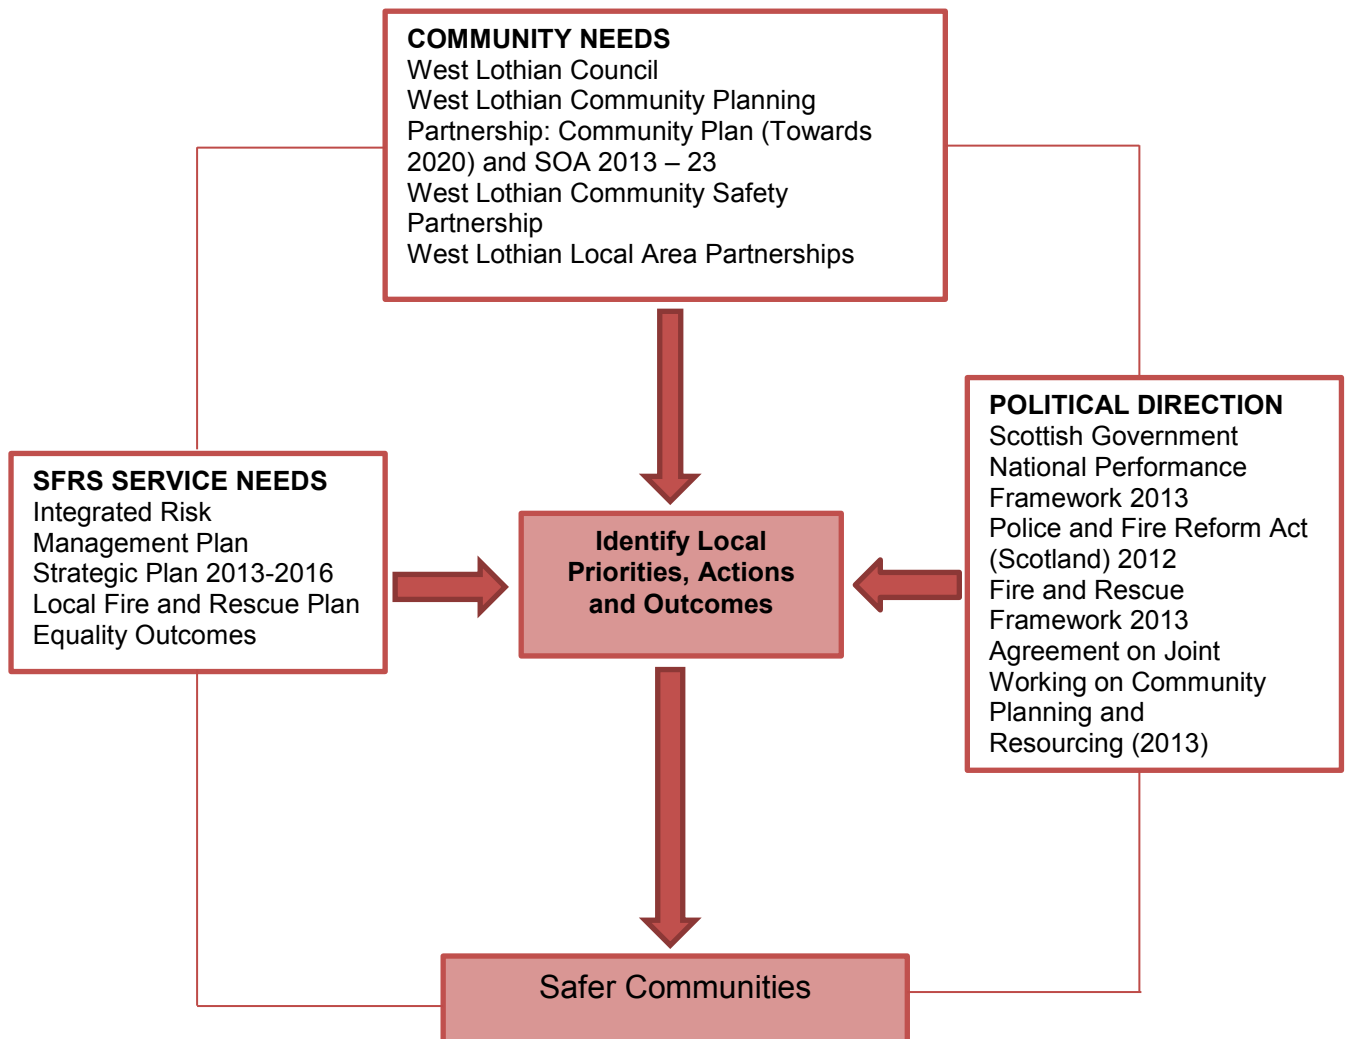 COMMUNITY NEEDS
West Lothian Council
West Lothian Community Planning
Partnership: Community Plan (Towards
2020) and SOA 2013 – 23
West Lothian Community Safety
Partnership
West Lothian Local Area Partnerships
SFRS SERVICE NEEDS
Integrated Risk
Management Plan
Strategic Plan 2013-2016
Local Fire and Rescue Plan
Equality Outcomes
Identify Local
Priorities, Actions
and Outcomes
POLITICAL DIRECTION
Scottish Government
National Performance
Framework 2013
Police and Fire Reform Act
(Scotland) 2012
Fire and Rescue
Framework 2013
Agreement on Joint
Working on Community
Planning and
Resourcing (2013)
Safer Communities